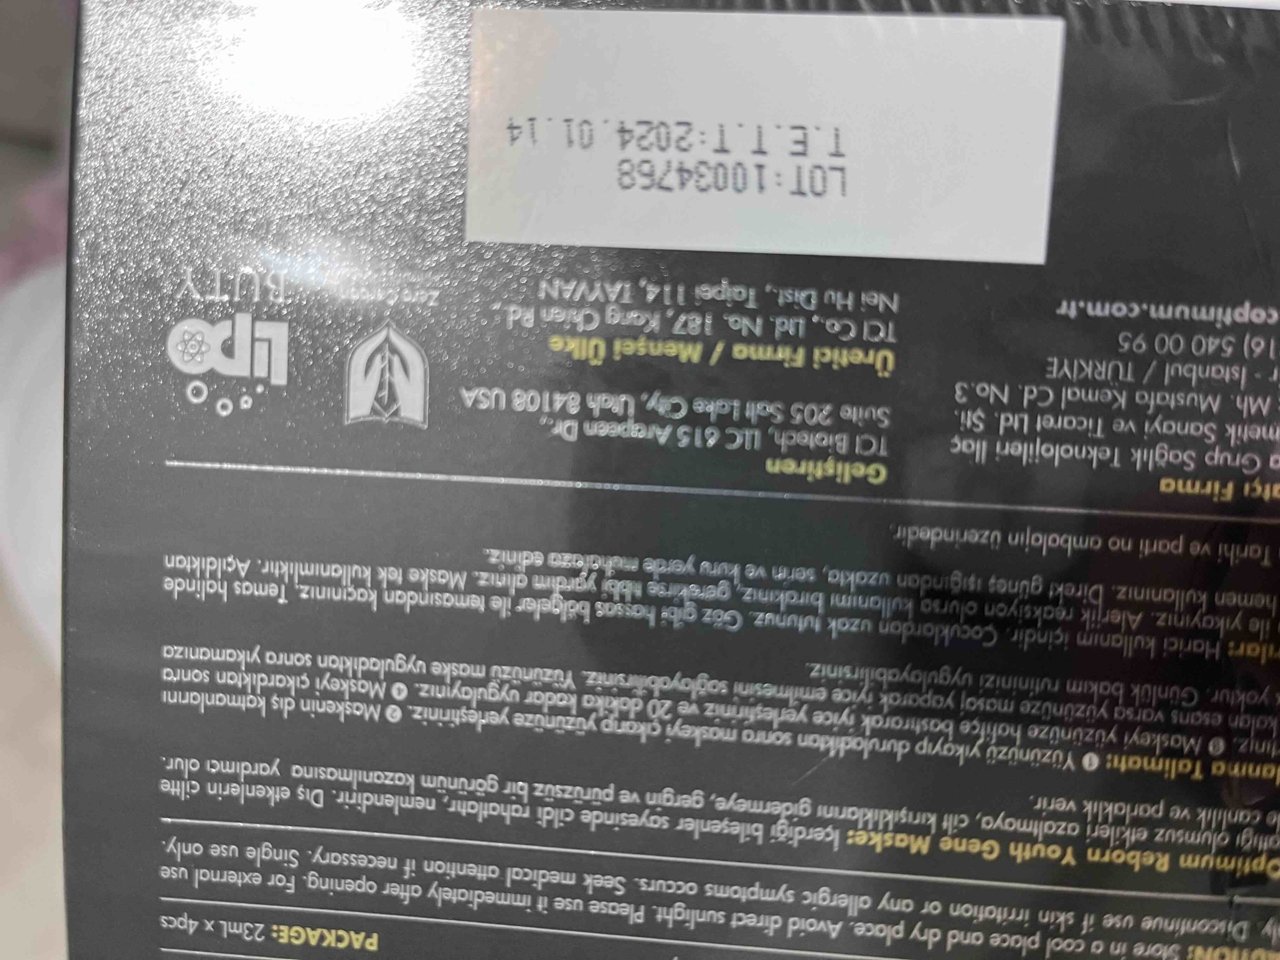 PACKAGE: 23mL x 4pcs
Store in a cool place and dry place. Avoid direct sunlight. Please use it immediately after opening. For external use
Discontinue use if skin irritation or any allergic symptoms occurs. Seek medical attention if necessary. Single use only.
Optimum Reborn Youth Gene Maske: İçerdiği bileşenler sayesinde cildi rahatlatır, nemlendirir. Dış etkenlerin ciltte
olumsuz etkileri azaltmaya, cilt kırışıklıklarını gidermeye, gergin ve pürüzsüz bir görünüm kazanılmasına yardımcı olur.
canlılık ve parlaklık verir.
Talimatı: ❶ Yüzünüzü yıkayıp duruladıktan sonra maskeyi çıkarıp yüzünüze yerleştiriniz. ❷ Maskenin dış katmanlarını
❸ Maskeyi yüzünüze hafifçe bastırarak iyice yerleştiriniz ve 20 dakika kadar uygulayınız. ❹ Maskeyi çıkardıktan sonra
kalan esans varsa yüzünüze masaj yaparak iyice emilmesini sağlayabilirsiniz. Yüzünüzü maske uyguladıktan sonra yıkamanıza
yoktur. Günlük bakım rutininizi uygulayabilirsiniz.
Harici kullanım içindir. Çocuklardan uzak tutunuz. Göz gibi hassas bölgeler ile temasından kaçınınız. Temas halinde
ile yıkayınız. Alerjik reaksiyon olursa kullanımı bırakınız, gerekirse tıbbi yardım alınız. Maske tek kullanımlıktır. Açıldıktan
hemen kullanınız. Direkt güneş ışığından uzakta, serin ve kuru yerde muhafaza ediniz.
Tarihi ve parti no ambalajın üzerindedir.
Firma
Grup Sağlık Teknolojileri İlaç
Sanayi ve Ticaret Ltd. Şti.
Mh. Mustafa Kemal Cd. No.3
- İstanbul / TÜRKİYE
16) 540 00 95
coptimum.com.tr
Geliştiren
TCI Biotech, LLC 615 Arapeen Dr.,
Suite 205 Salt Lake City, Utah 84108 USA
Üretici Firma / Menşei Ülke
TCI Co., Ltd. No. 187, Kang Chien Rd.,
Nei Hu Dist., Taipei 114, TAYVAN
LIPO
BUTY
LOT:10034768
T.E.T.T:2024.01.14